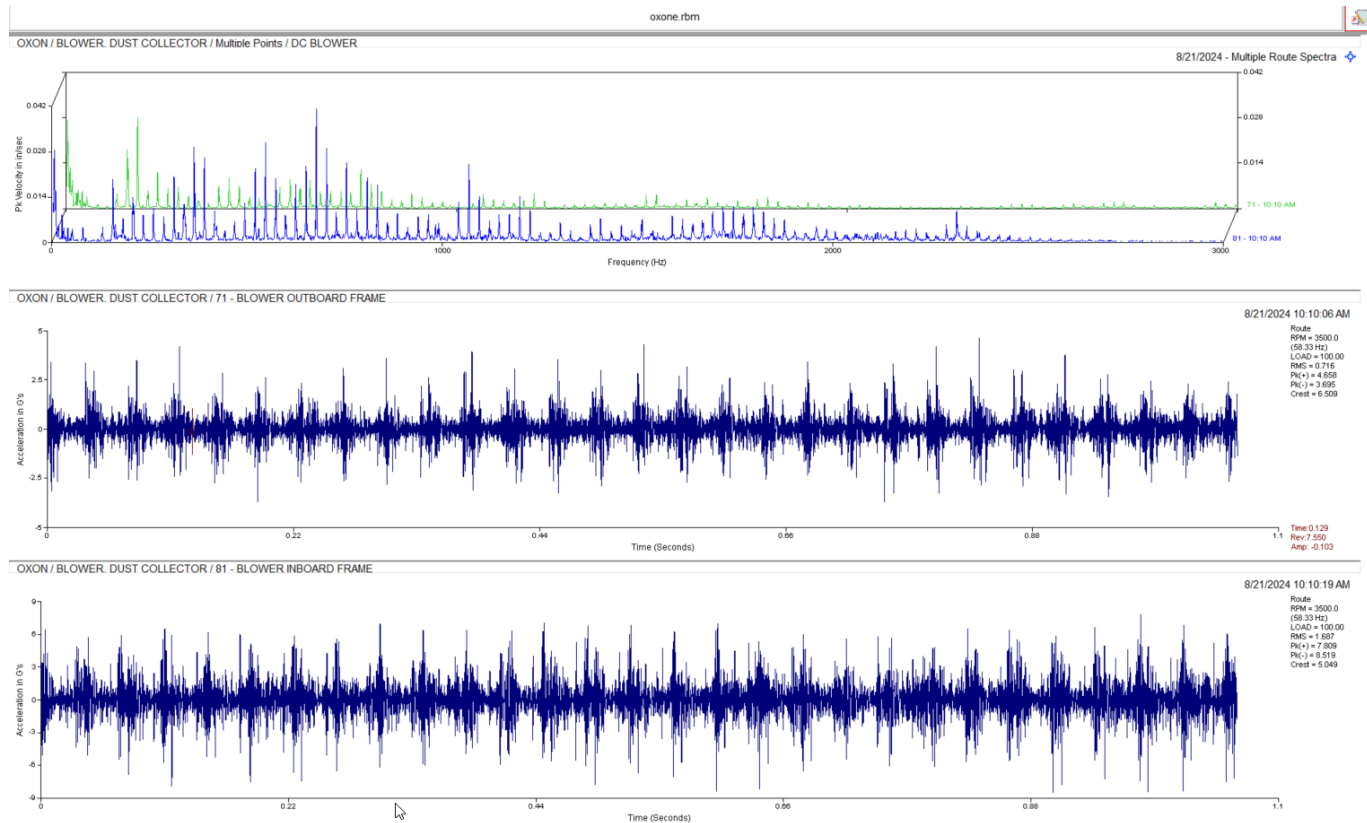 oxone.rbm
OXON / BLOWER. DUST COLLECTOR / Multiple Points / DC BLOWER
8/21/2024 - Multiple Route Spectra
0.042
0.042
0.028
0.028
0.014
0.014
0
Pk Velocity in in/sec
71 - 10:10 AM
81 - 10:10 AM
0
1000
2000
3000
Frequency (Hz)
OXON / BLOWER. DUST COLLECTOR / 71 - BLOWER OUTBOARD FRAME
8/21/2024 10:10:06 AM
Route
RPM = 3500.0
(58.33 Hz)
LOAD = 100.00
RMS = 0.716
Pk(+) = 4.658
Pk(-) = 3.695
Crest = 6.509
5
2.5
0
-2.5
-5
Acceleration in G's
0
0.22
0.44
0.66
0.88
1.1
Time (Seconds)
Time:0.129
Rev:7.550
Amp: -0.103
OXON / BLOWER. DUST COLLECTOR / 81 - BLOWER INBOARD FRAME
8/21/2024 10:10:19 AM
Route
RPM = 3500.0
(58.33 Hz)
LOAD = 100.00
RMS = 1.687
Pk(+) = 7.809
Pk(-) = 8.519
Crest = 5.049
9
6
3
0
-3
-6
-9
Acceleration in G's
0
0.22
0.44
0.66
0.88
1.1
Time (Seconds)